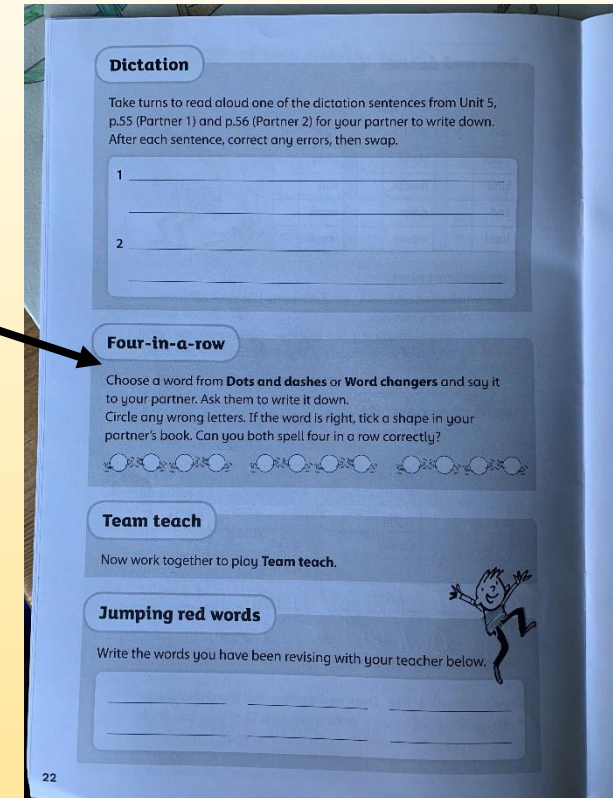 Dictation
Take turns to read aloud one of the dictation sentences from Unit 5,
p.55 (Partner 1) and p.56 (Partner 2) for your partner to write down.
After each sentence, correct any errors, then swap.
1
2
Four-in-a-row
Choose a word from Dots and dashes or Word changers and say it
to your partner. Ask them to write it down.
Circle any wrong letters. If the word is right, tick a shape in your
partner's book. Can you both spell four in a row correctly?
Team teach
Now work together to play Team teach.
Jumping red words
Write the words you have been revising with your teacher below.
22